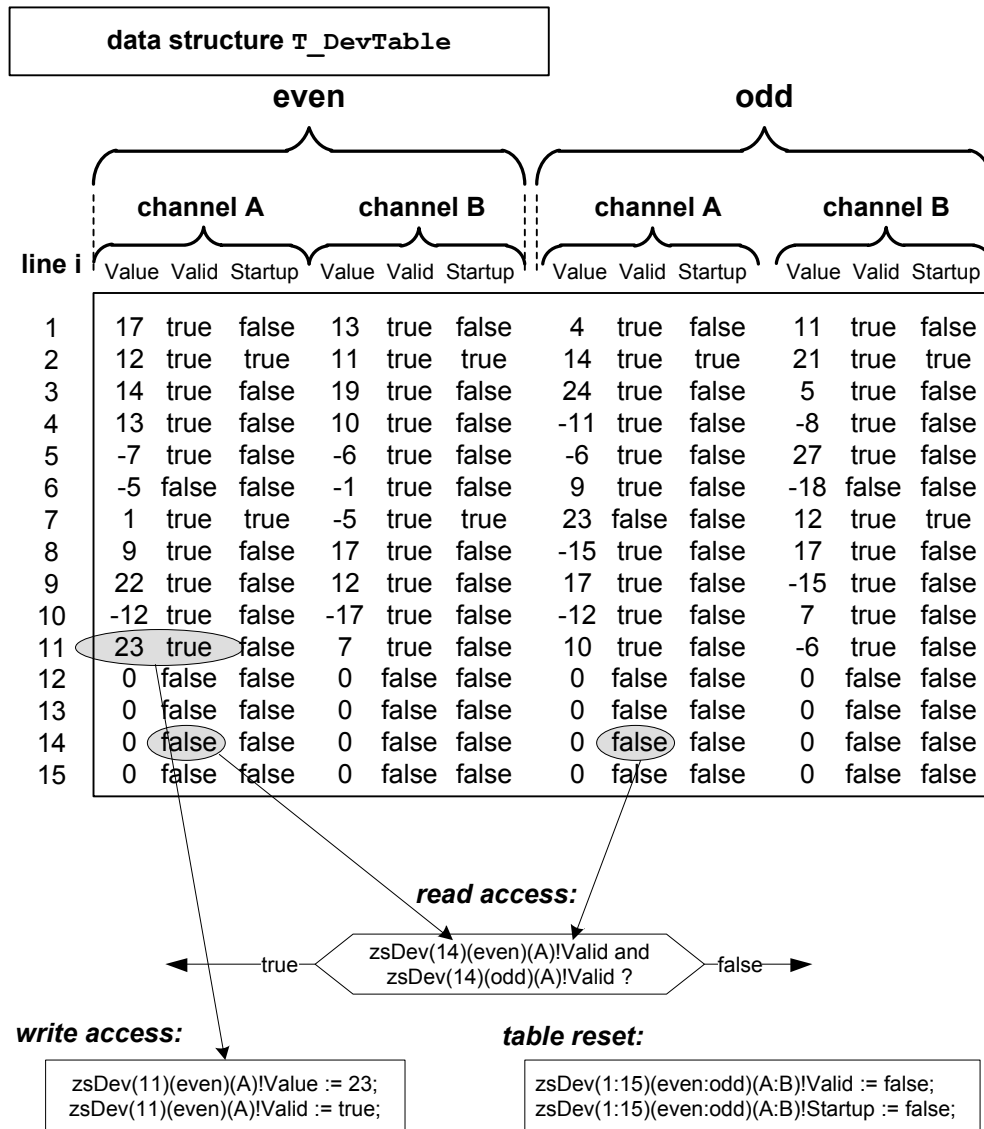 data structure T_DevTable
even odd
channel A channel B channel A channel B
line i Value Valid Startup Value Valid Startup Value Valid Startup Value Valid Startup
1 17 true false 13 true false 4 true false 11 true false
2 12 true true 11 true true 14 true true 21 true true
3 14 true false 19 true false 24 true false 5 true false
4 13 true false 10 true false -11 true false -8 true false
5 -7 true false -6 true false -6 true false 27 true false
6 -5 false false -1 true false 9 true false -18 false false
7 1 true true -5 true true 23 false false 12 true true
8 9 true false 17 true false -15 true false 17 true false
9 22 true false 12 true false 17 true false -15 true false
10 -12 true false -17 true false -12 true false 7 true false
11 23 true false 7 true false 10 true false -6 true false
12 0 false false 0 false false 0 false false 0 false false
13 0 false false 0 false false 0 false false 0 false false
14 0 false false 0 false false 0 false false 0 false false
15 0 false false 0 false false 0 false false 0 false false
read access:
zsDev(14)(even)(A)!Valid and
true zsDev(14)(odd)(A)!Valid ? false
write access: table reset:
zsDev(11)(even)(A)!Value := 23; zsDev(1:15)(even:odd)(A:B)!Valid := false;
zsDev(11)(even)(A)!Valid := true; zsDev(1:15)(even:odd)(A:B)!Startup := false;